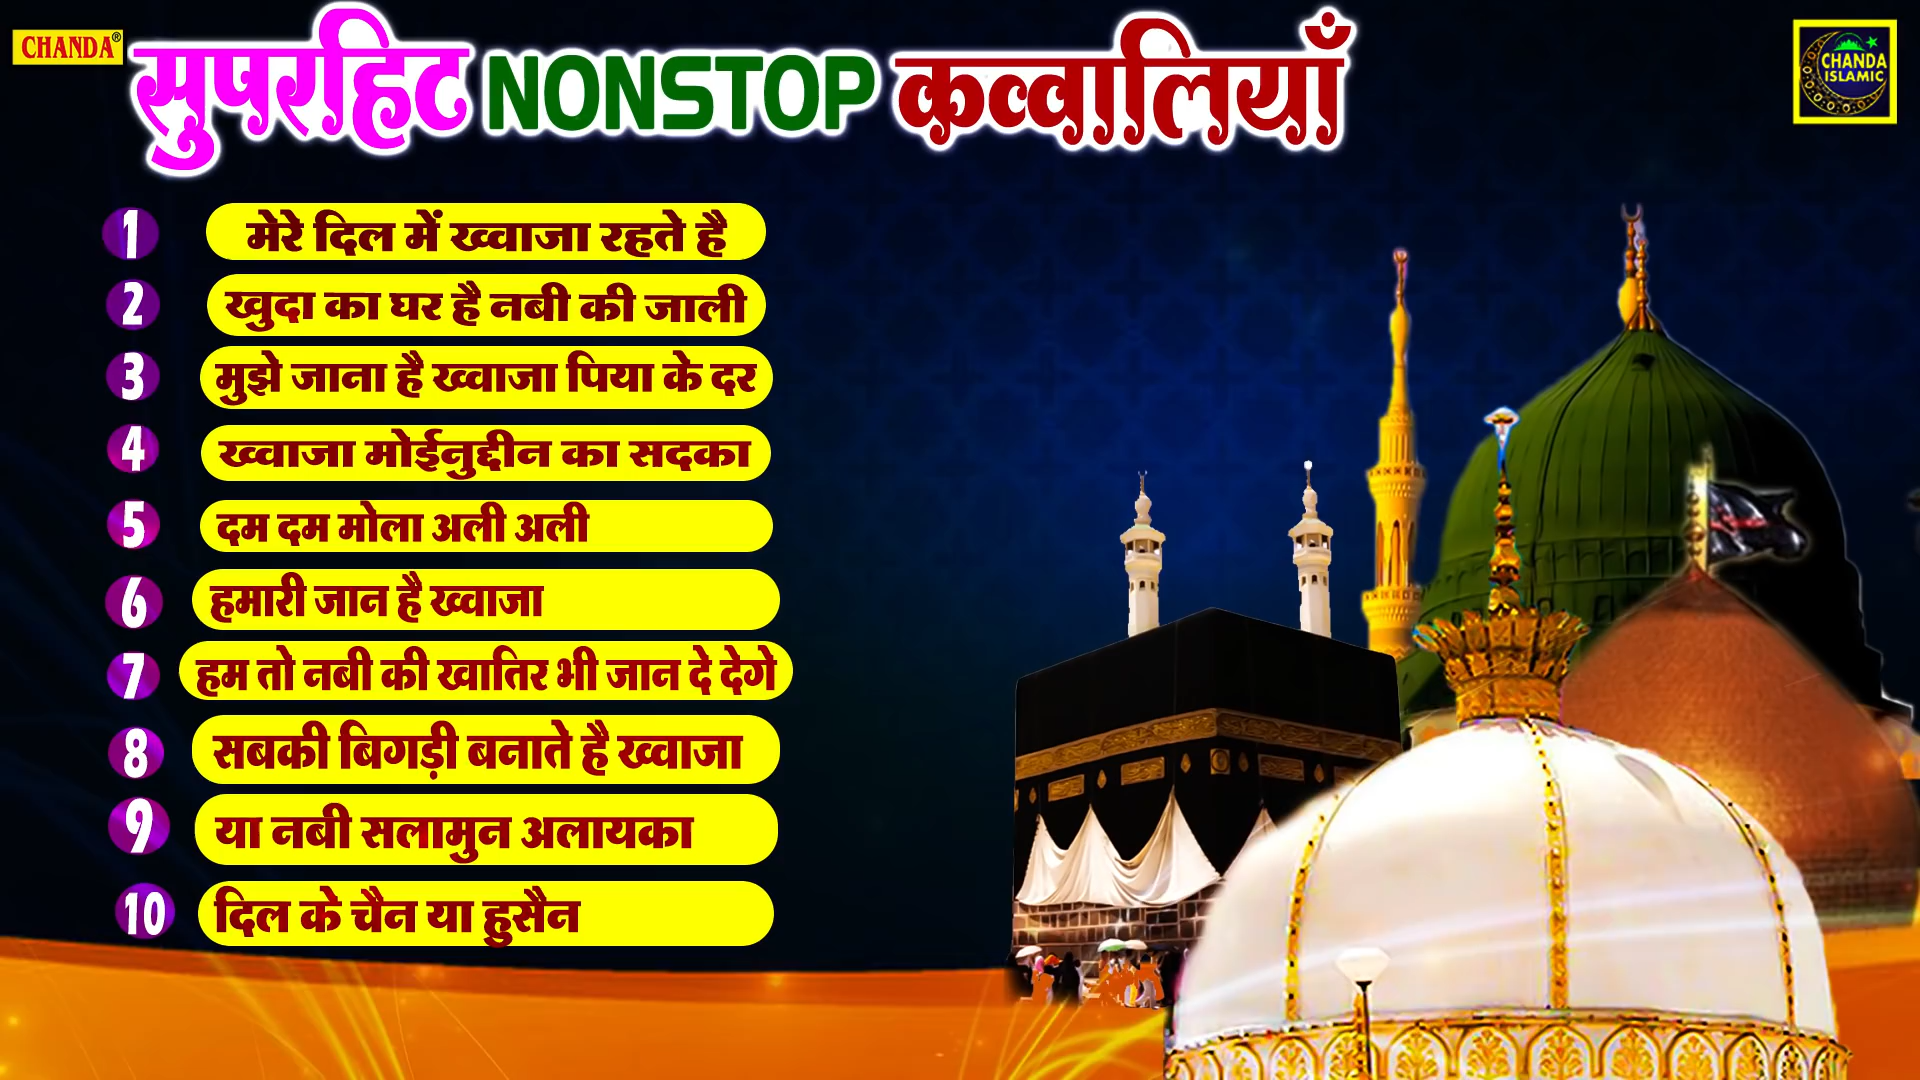 CHANDA®
सुपरहिट NONSTOP कव्वालियाँ
CHANDA
ISLAMIC
1 मेरे दिल में ख्वाजा रहते है
2 खुदा का घर है नबी की जाली
3 मुझे जाना है ख्वाजा पिया के दर
4 ख्वाजा मोईनुद्दीन का सदका
5 दम दम मोला अली अली
6 हमारी जान है ख्वाजा
7 हम तो नबी की खातिर भी जान दे देगे
8 सबकी बिगड़ी बनाते है ख्वाजा
9 या नबी सलामुन अलायका
10 दिल के चैन या हुसैन